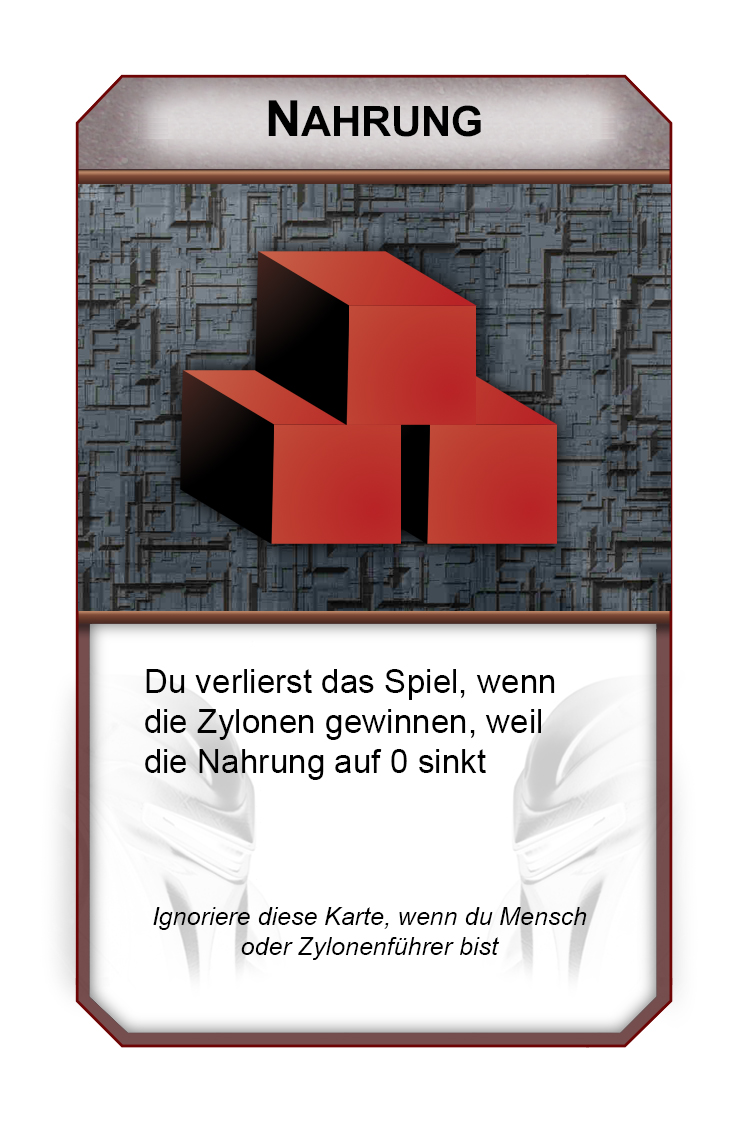 NAHRUNG
Du verlierst das Spiel, wenn
die Zylonen gewinnen, weil
die Nahrung auf 0 sinkt
Ignoriere diese Karte, wenn du Mensch
oder Zylonenführer bist